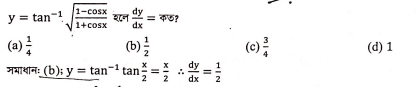 y = tan⁻¹ √((1−cosx)/(1+cosx)) হলে dy/dx = কত?
(a) 1/4 (b) 1/2 (c) 3/4 (d) 1
সমাধানঃ (b); y = tan⁻¹ tan x/2 = x/2 ∴ dy/dx = 1/2